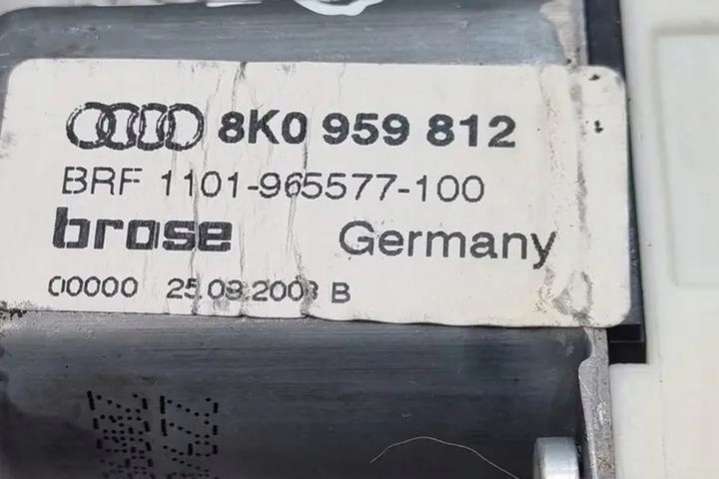 8K0 959 812
BRF 1101-965577-100
brose Germany
00000 B